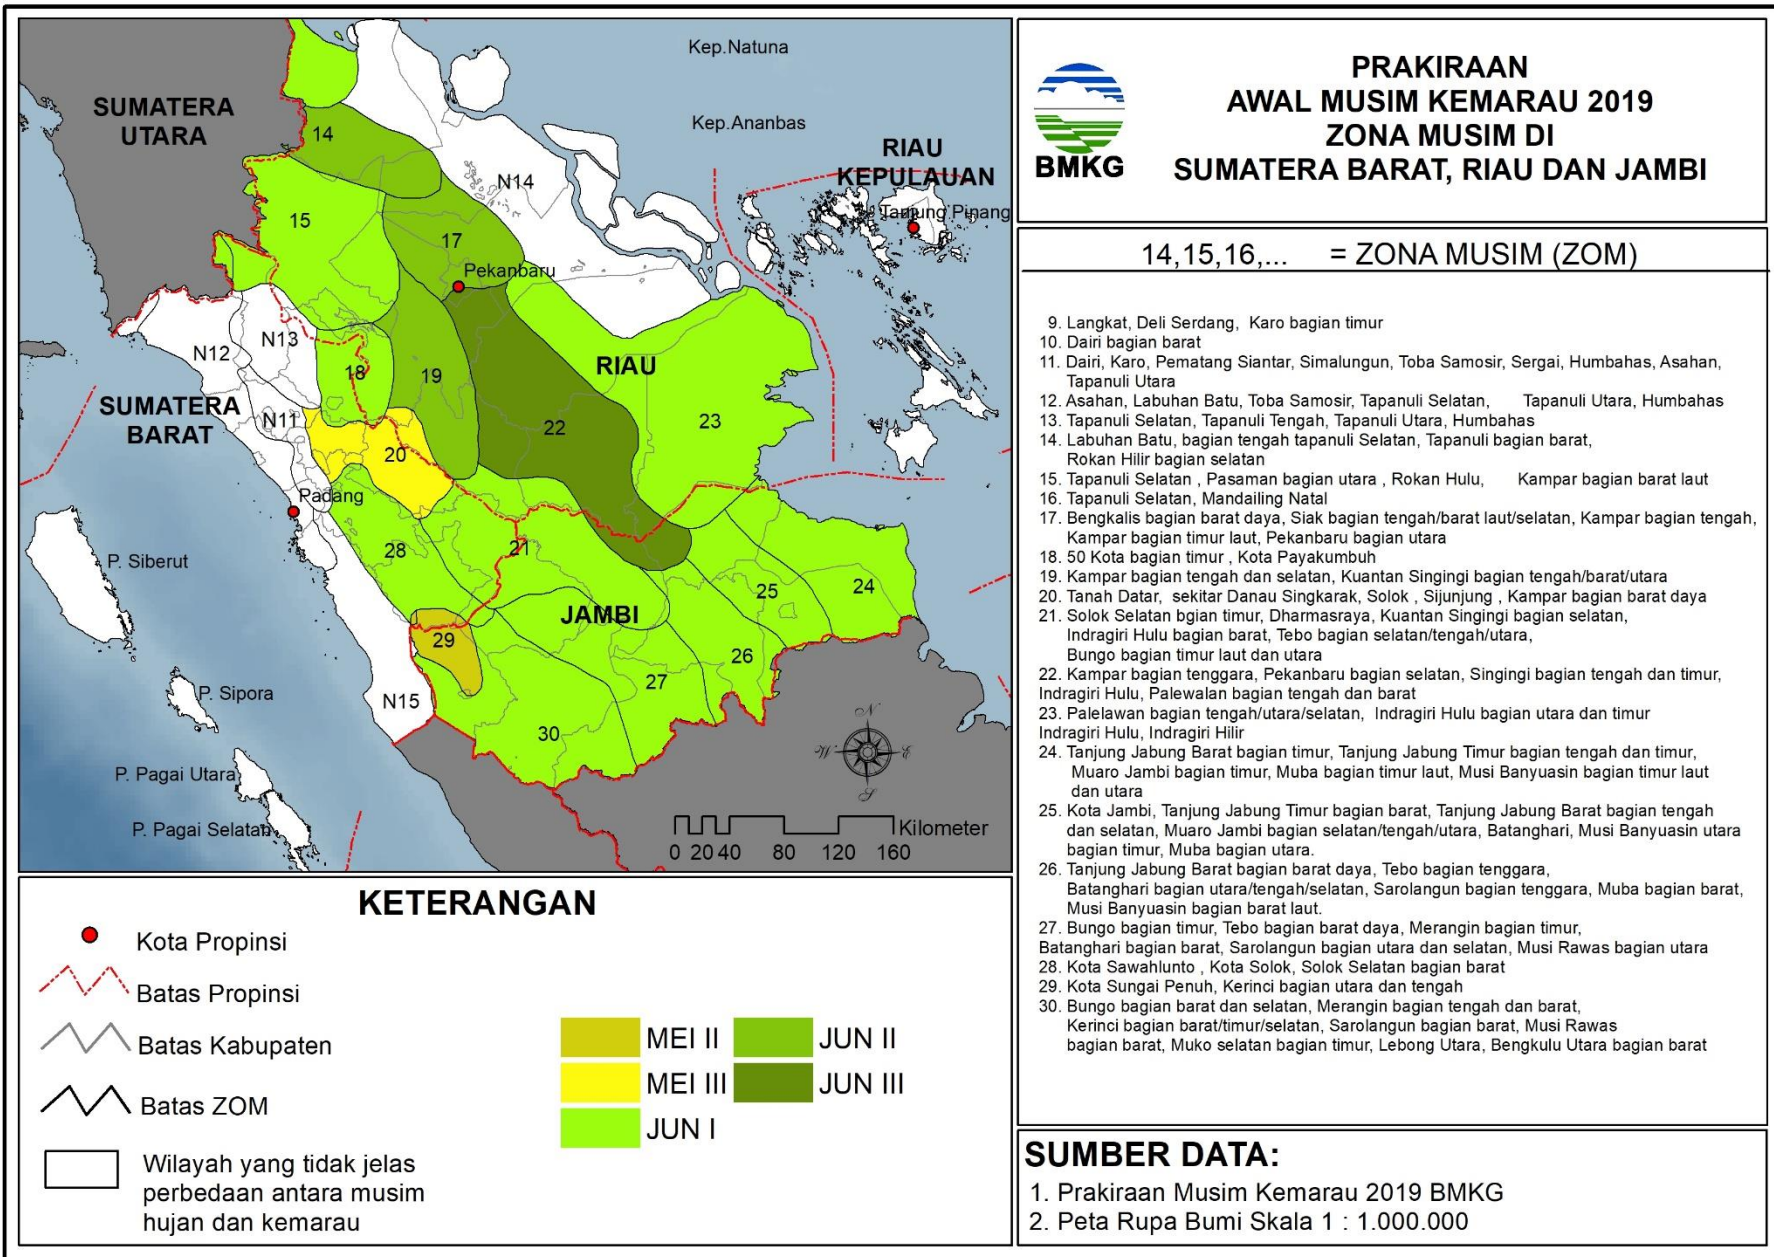 SUMATERA
UTARA
Kep.Natuna
Kep.Ananbas
RIAU
KEPULAUAN
Tanjung Pinang
14
N14
15
17
Pekanbaru
N13
N12
18
19
RIAU
SUMATERA
BARAT
N11
22
23
20
Padang
P. Siberut
28
21
25
24
JAMBI
29
26
27
P. Sipora
N15
30
N
W
E
S
P. Pagai Utara
P. Pagai Selatan
Kilometer
0 20 40 80 120 160
BMKG
PRAKIRAAN
AWAL MUSIM KEMARAU 2019
ZONA MUSIM DI
SUMATERA BARAT, RIAU DAN JAMBI
14,15,16,... = ZONA MUSIM (ZOM)
9. Langkat, Deli Serdang, Karo bagian timur
10. Dairi bagian barat
11. Dairi, Karo, Pematang Siantar, Simalungun, Toba Samosir, Sergai, Humbahas, Asahan,
Tapanuli Utara
12. Asahan, Labuhan Batu, Toba Samosir, Tapanuli Selatan, Tapanuli Utara, Humbahas
13. Tapanuli Selatan, Tapanuli Tengah, Tapanuli Utara, Humbahas
14. Labuhan Batu, bagian tengah tapanuli Selatan, Tapanuli bagian barat,
Rokan Hilir bagian selatan
15. Tapanuli Selatan , Pasaman bagian utara , Rokan Hulu, Kampar bagian barat laut
16. Tapanuli Selatan, Mandailing Natal
17. Bengkalis bagian barat daya, Siak bagian tengah/barat laut/selatan, Kampar bagian tengah,
Kampar bagian timur laut, Pekanbaru bagian utara
18. 50 Kota bagian timur , Kota Payakumbuh
19. Kampar bagian tengah dan selatan, Kuantan Singingi bagian tengah/barat/utara
20. Tanah Datar, sekitar Danau Singkarak, Solok , Sijunjung , Kampar bagian barat daya
21. Solok Selatan bgian timur, Dharmasraya, Kuantan Singingi bagian selatan,
Indragiri Hulu bagian barat, Tebo bagian selatan/tengah/utara,
Bungo bagian timur laut dan utara
22. Kampar bagian tenggara, Pekanbaru bagian selatan, Singingi bagian tengah dan timur,
Indragiri Hulu, Palewalan bagian tengah dan barat
23. Palelawan bagian tengah/utara/selatan, Indragiri Hulu bagian utara dan timur
Indragiri Hulu, Indragiri Hilir
24. Tanjung Jabung Barat bagian timur, Tanjung Jabung Timur bagian tengah dan timur,
Muaro Jambi bagian timur, Muba bagian timur laut, Musi Banyuasin bagian timur laut
dan utara
25. Kota Jambi, Tanjung Jabung Timur bagian barat, Tanjung Jabung Barat bagian tengah
dan selatan, Muaro Jambi bagian selatan/tengah/utara, Batanghari, Musi Banyuasin utara
bagian timur, Muba bagian utara.
26. Tanjung Jabung Barat bagian barat daya, Tebo bagian tenggara,
Batanghari bagian utara/tengah/selatan, Sarolangun bagian tenggara, Muba bagian barat,
Musi Banyuasin bagian barat laut.
27. Bungo bagian timur, Tebo bagian barat daya, Merangin bagian timur,
Batanghari bagian barat, Sarolangun bagian utara dan selatan, Musi Rawas bagian utara
28. Kota Sawahlunto , Kota Solok, Solok Selatan bagian barat
29. Kota Sungai Penuh, Kerinci bagian utara dan tengah
30. Bungo bagian barat dan selatan, Merangin bagian tengah dan barat,
Kerinci bagian barat/timur/selatan, Sarolangun bagian barat, Musi Rawas
bagian barat, Muko selatan bagian timur, Lebong Utara, Bengkulu Utara bagian barat
KETERANGAN
Kota Propinsi
Batas Propinsi
Batas Kabupaten
Batas ZOM
Wilayah yang tidak jelas
perbedaan antara musim
hujan dan kemarau
MEI II
MEI III
JUN I
JUN II
JUN III
SUMBER DATA:
1. Prakiraan Musim Kemarau 2019 BMKG
2. Peta Rupa Bumi Skala 1 : 1.000.000